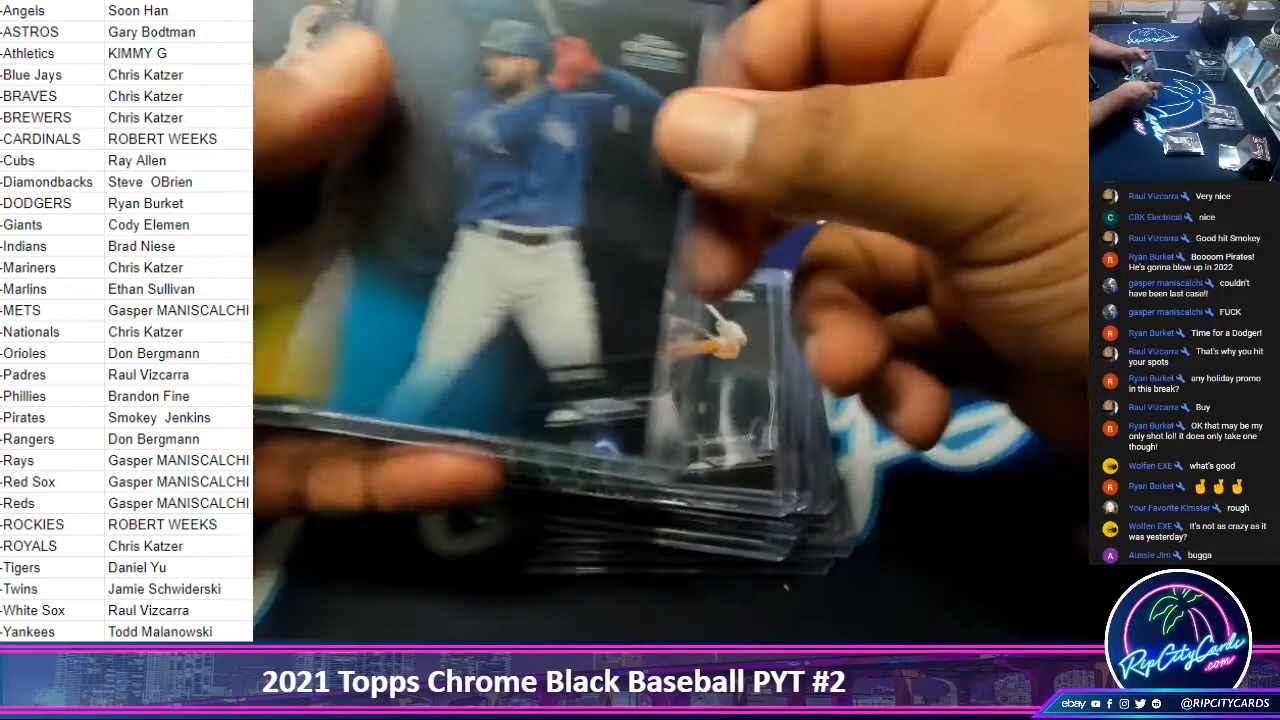 -Angels Soon Han
-ASTROS Gary Bodtman
-Athletics KIMMY G
-Blue Jays Chris Katzer
-BRAVES Chris Katzer
-BREWERS Chris Katzer
-CARDINALS ROBERT WEEKS
-Cubs Ray Allen
-Diamondbacks Steve OBrien
-DODGERS Ryan Burket
-Giants Cody Elemen
-Indians Brad Niese
-Mariners Chris Katzer
-Marlins Ethan Sullivan
-METS Gasper MANISCALCHI
-Nationals Chris Katzer
-Orioles Don Bergmann
-Padres Raul Vizcarra
-Phillies Brandon Fine
-Pirates Smokey Jenkins
-Rangers Don Bergmann
-Rays Gasper MANISCALCHI
-Red Sox Gasper MANISCALCHI
-Reds Gasper MANISCALCHI
-ROCKIES ROBERT WEEKS
-ROYALS Chris Katzer
-Tigers Daniel Yu
-Twins Jamie Schwiderski
-White Sox Raul Vizcarra
-Yankees Todd Malanowski
Raul Vizcarra Very nice
C CBK Electrical nice
Raul Vizcarra Good hit Smokey
R Ryan Burket Boooom Pirates!
He's gonna blow up in 2022
gasper maniscalchi couldn't
have been last case!!
gasper maniscalchi FUCK
R Ryan Burket Time for a Dodger!
Raul Vizcarra That's why you hit
your spots
R Ryan Burket any holiday promo
in this break?
Raul Vizcarra Buy
R Ryan Burket OK that may be my
only shot lol! it does only take one
though!
Wolfen EXE what's good
R Ryan Burket 🤞🤞🤞
Your Favorite Kimster rough
Wolfen EXE It's not as crazy as it
was yesterday?
A Aussie Jim bugga
RipCityCards
.com
2021 Topps Chrome Black Baseball PYT #2
ebay @RIPCITYCARDS